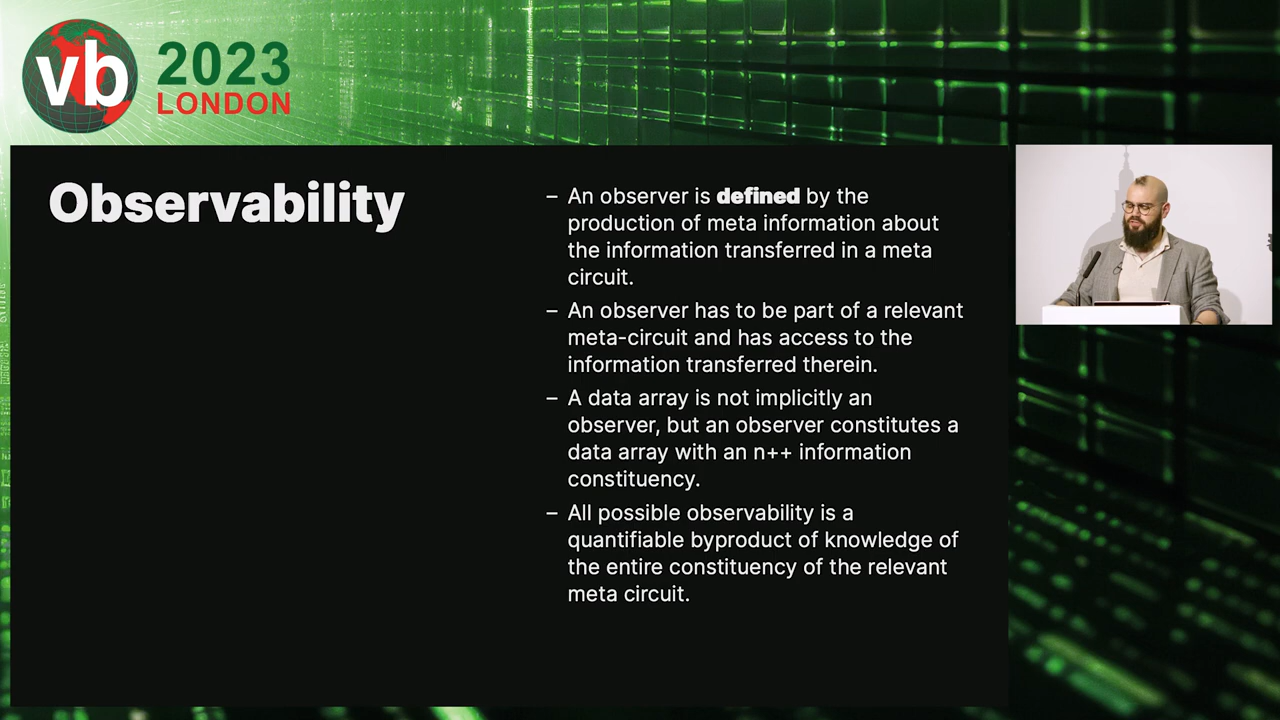 vb 2023
LONDON
Observability
– An observer is defined by the
production of meta information about
the information transferred in a meta
circuit.
– An observer has to be part of a relevant
meta-circuit and has access to the
information transferred therein.
– A data array is not implicitly an
observer, but an observer constitutes a
data array with an n++ information
constituency.
– All possible observability is a
quantifiable byproduct of knowledge of
the entire constituency of the relevant
meta circuit.